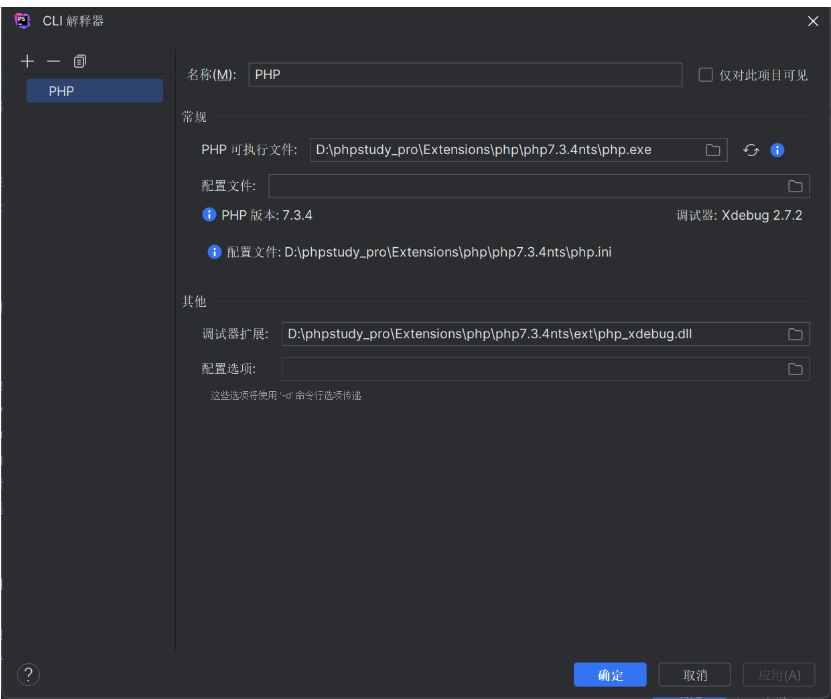 CLI 解释器
PHP
名称(M): PHP 仅对此项目可见
常规
PHP 可执行文件: D:\phpstudy_pro\Extensions\php\php7.3.4nts\php.exe
配置文件:
PHP 版本: 7.3.4 调试器: Xdebug 2.7.2
配置文件: D:\phpstudy_pro\Extensions\php\php7.3.4nts\php.ini
其他
调试器扩展: D:\phpstudy_pro\Extensions\php\php7.3.4nts\ext\php_xdebug.dll
配置选项:
这些选项将使用 '-d' 命令行选项传递
? 确定 取消 应用(A)